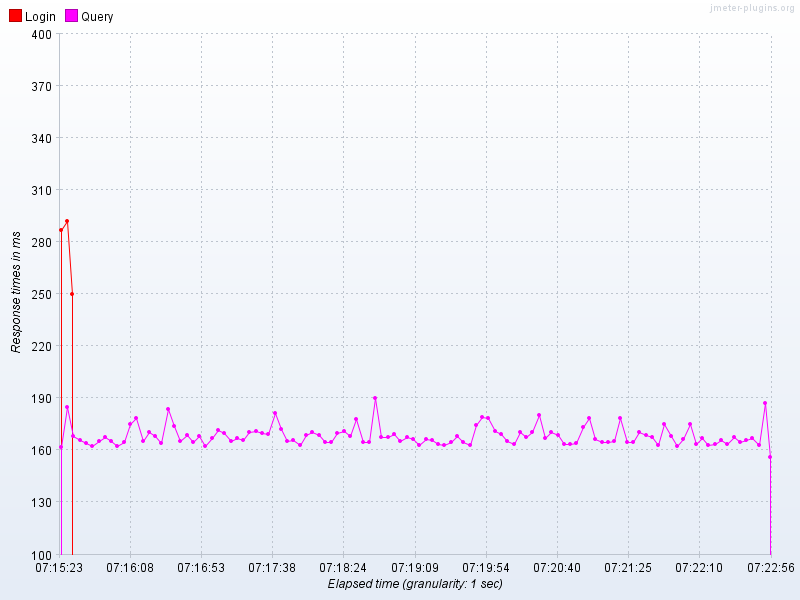 jmeter-plugins.org
Login Query
400
370
340
310
280
250
220
190
160
130
100
Response times in ms
07:15:23 07:16:08 07:16:53 07:17:38 07:18:24 07:19:09 07:19:54 07:20:40 07:21:25 07:22:10 07:22:56
Elapsed time (granularity: 1 sec)